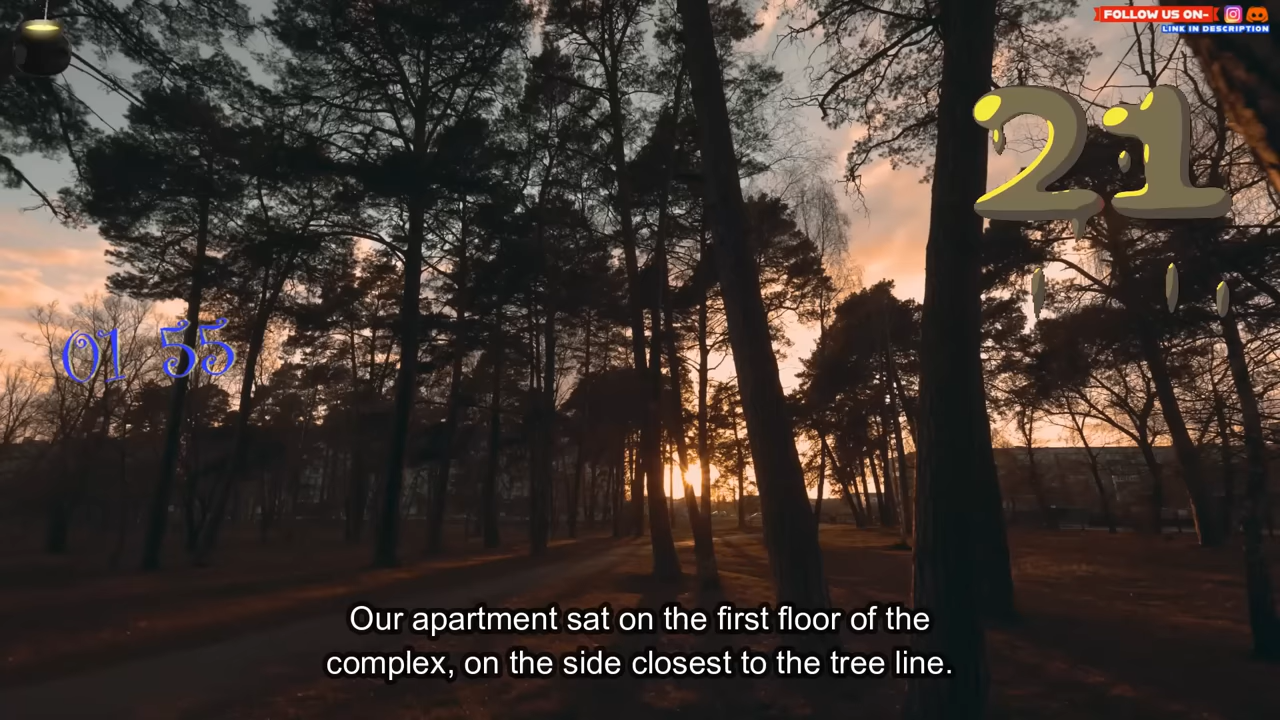 FOLLOW US ON-
LINK IN DESCRIPTION
21
01 55
Our apartment sat on the first floor of the
complex, on the side closest to the tree line.